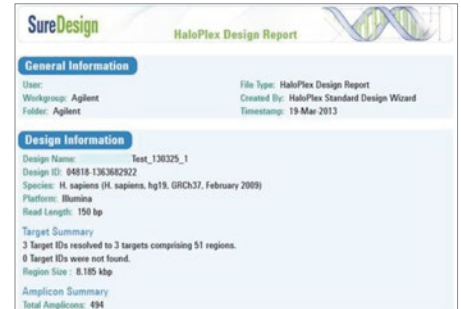 SureDesign
HaloPlex Design Report
General Information
User:
Workgroup: Agilent
Folder: Agilent
File Type: HaloPlex Design Report
Created By: HaloPlex Standard Design Wizard
Timestamp: 19-Mar-2013
Design Information
Design Name: Test_130325_1
Design ID: 04818-1363682922
Species: H. sapiens (H. sapiens, hg19, GRCh37, February 2009)
Platform: Illumina
Read Length: 150 bp
Target Summary
3 Target IDs resolved to 3 targets comprising 51 regions.
0 Target IDs were not found.
Region Size : 8.185 kbp
Amplicon Summary
Total Amplicons: 494